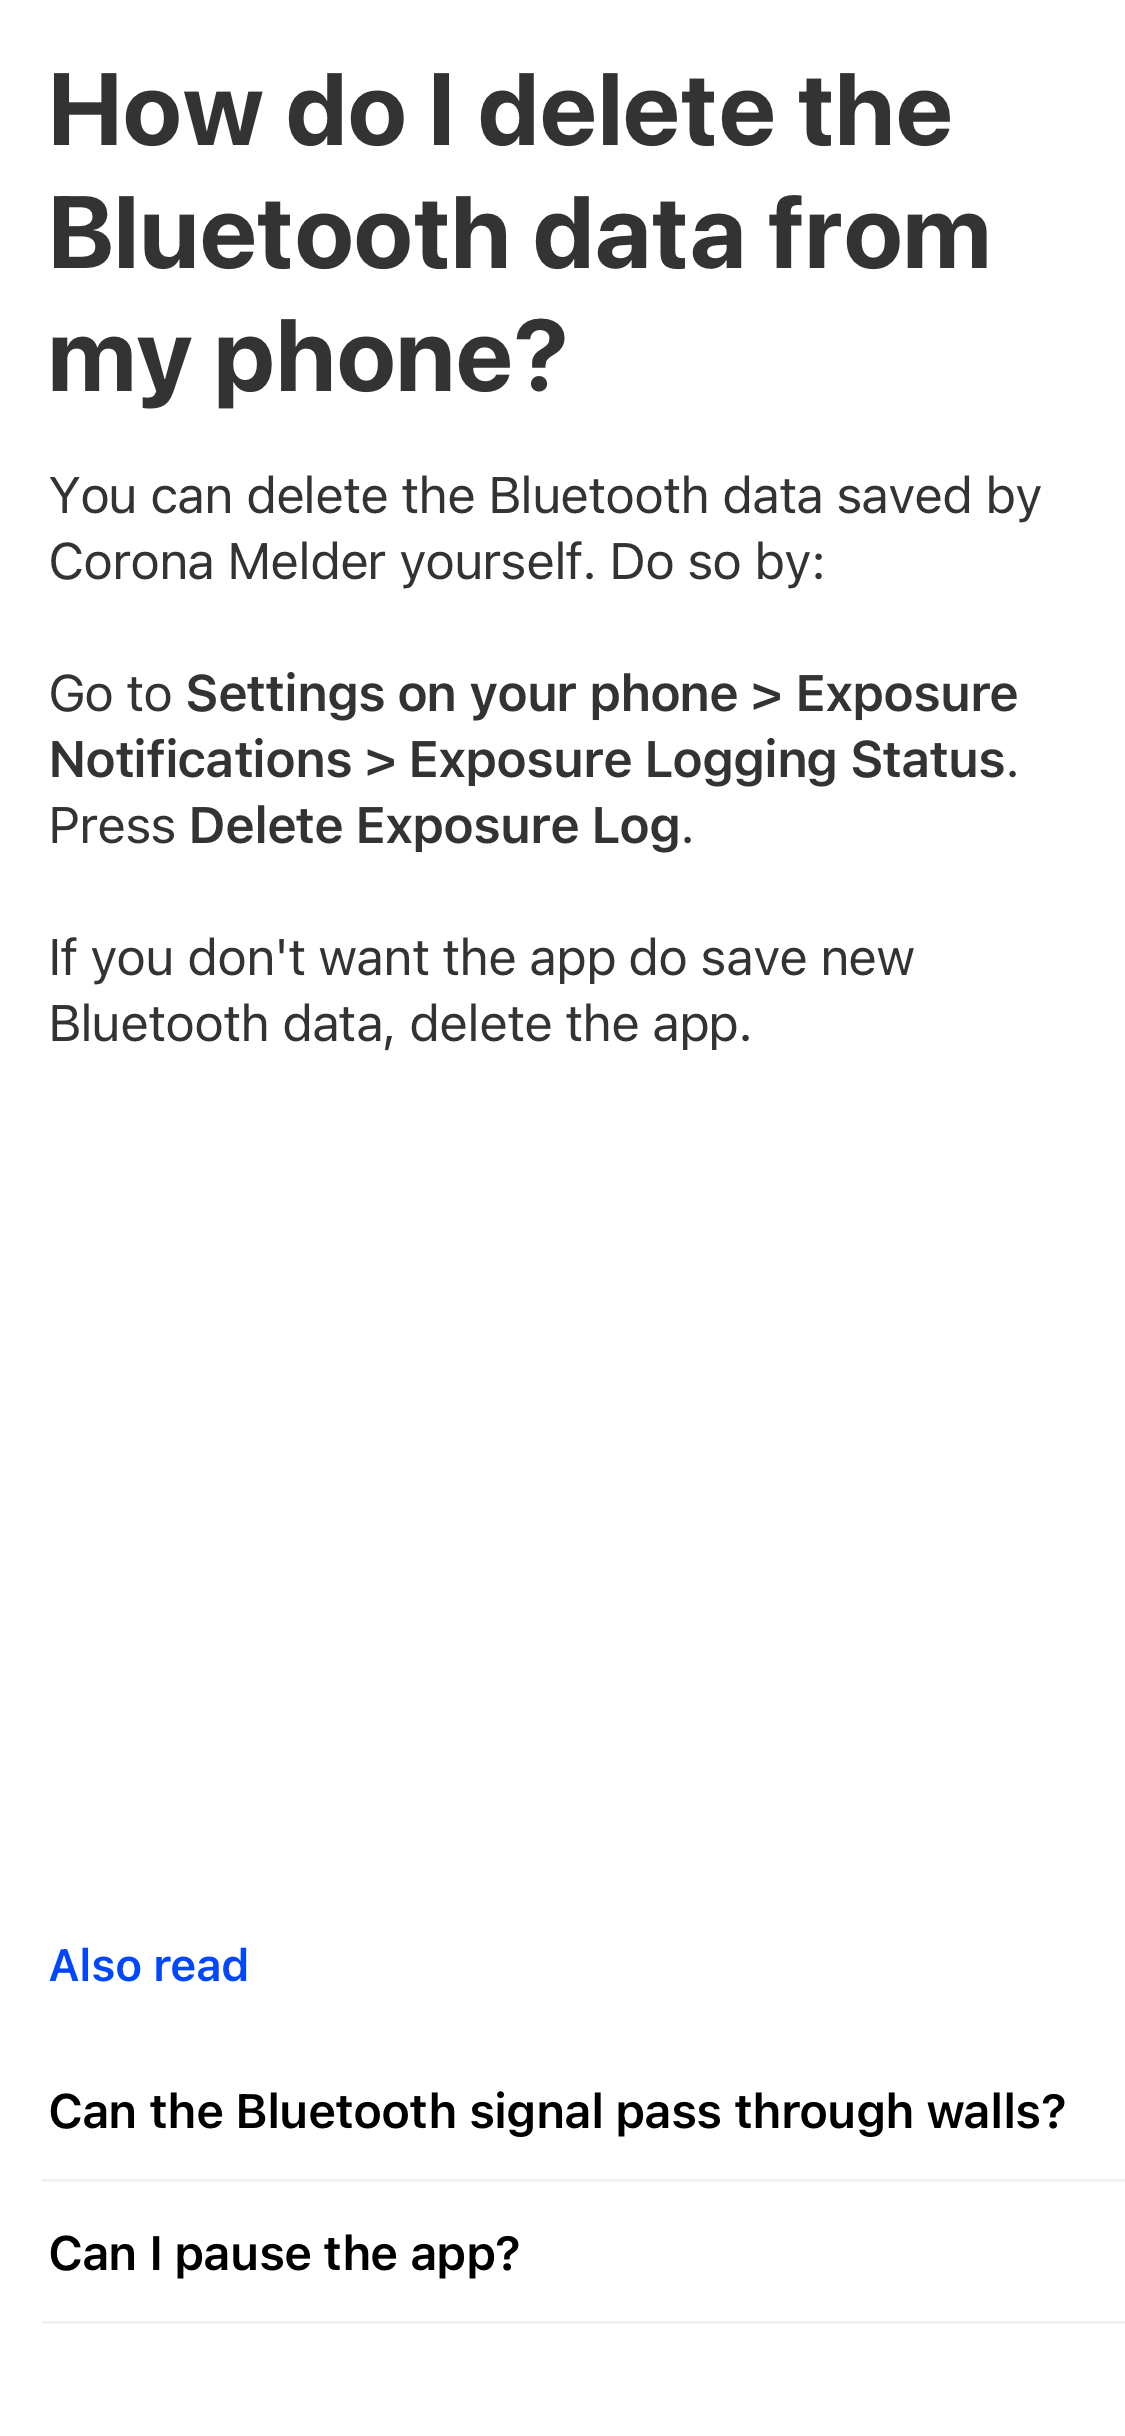 How do I delete the
Bluetooth data from
my phone?
You can delete the Bluetooth data saved by
Corona Melder yourself. Do so by:
Go to Settings on your phone > Exposure
Notifications > Exposure Logging Status.
Press Delete Exposure Log.
If you don't want the app do save new
Bluetooth data, delete the app.
Also read
Can the Bluetooth signal pass through walls?
Can I pause the app?